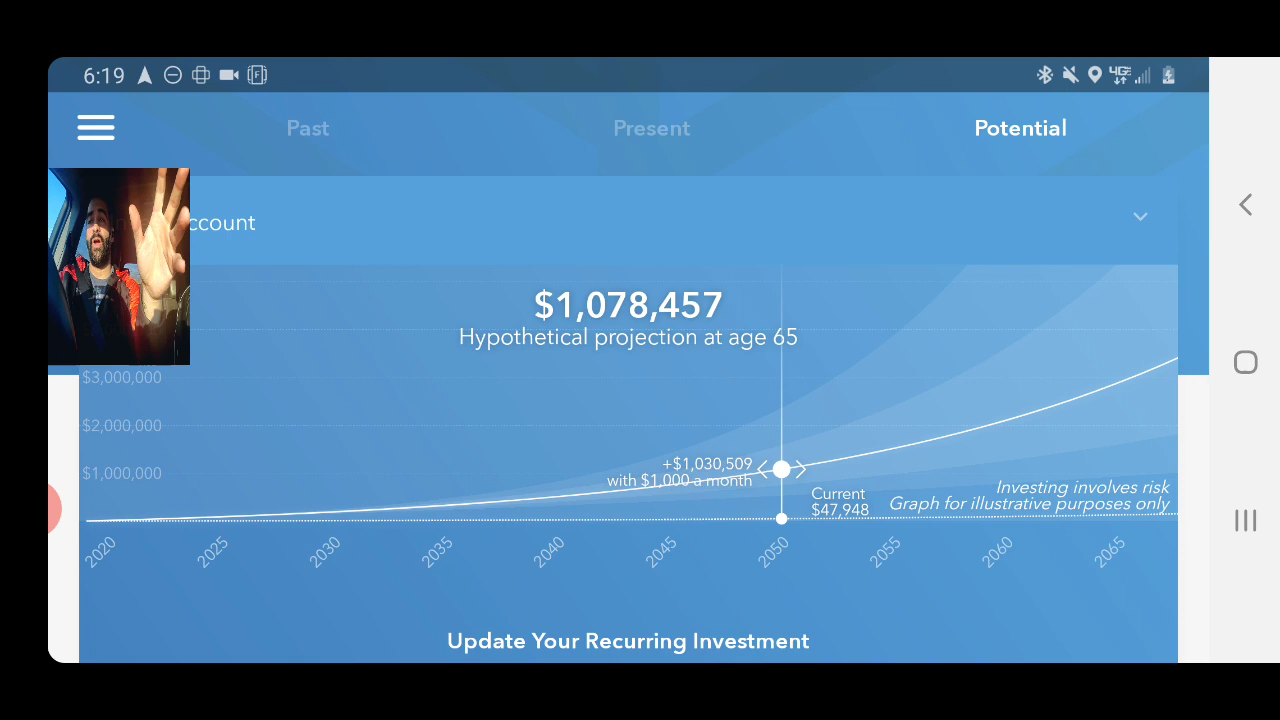 6:19
Past Present Potential
ccount
$1,078,457
Hypothetical projection at age 65
$3,000,000
$2,000,000
$1,000,000
+$1,030,509
with $1,000 a month
Current
$47,948
Investing involves risk
Graph for illustrative purposes only
2020 2025 2030 2035 2040 2045 2050 2055 2060 2065
Update Your Recurring Investment